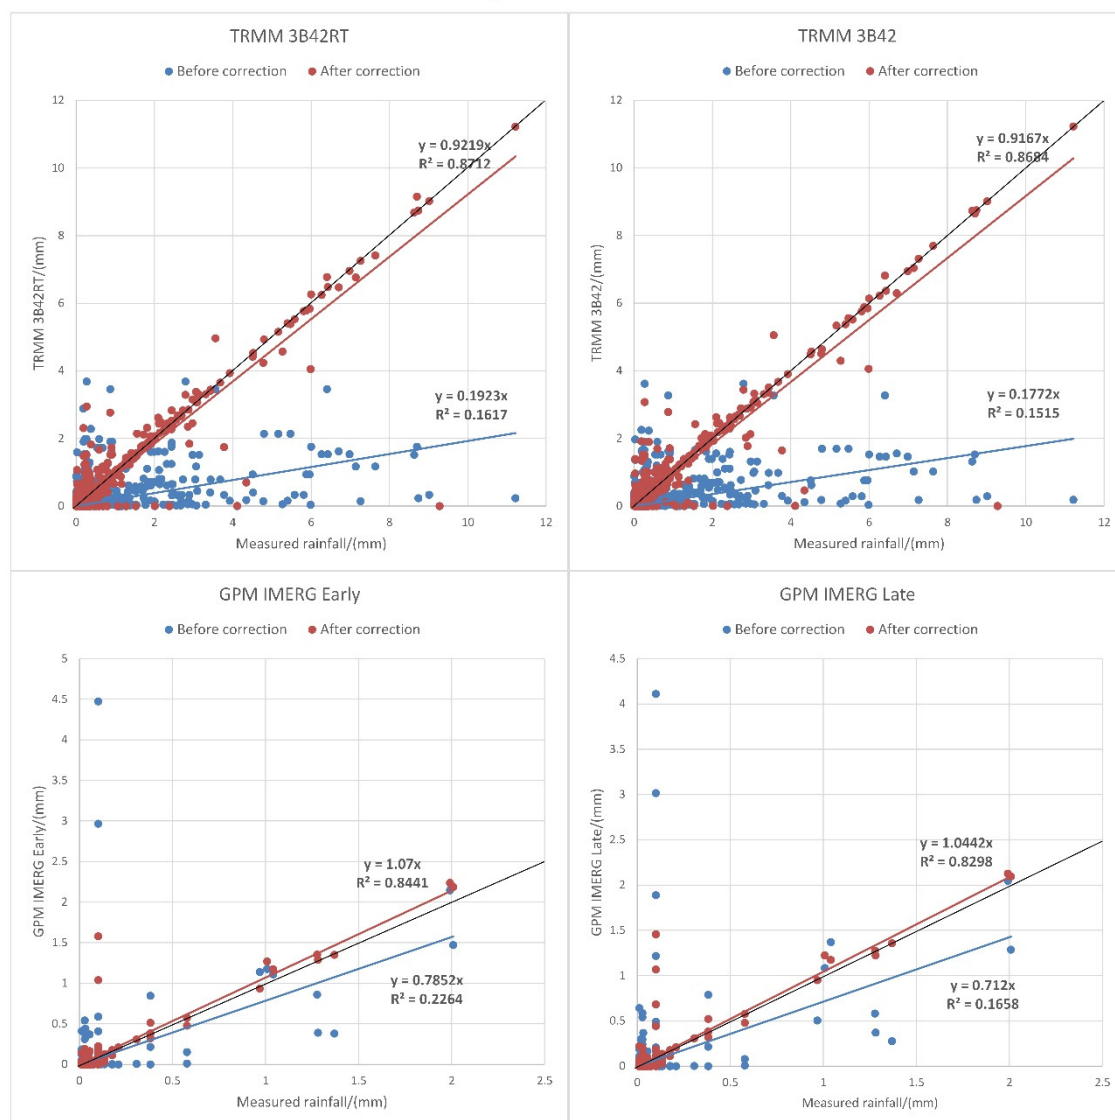 TRMM 3B42RT
Before correction After correction
12
10
8
6
4
2
0
0 2 4 6 8 10 12
TRMM 3B42RT/(mm)
Measured rainfall/(mm)
y = 0.9219x
R² = 0.8712
y = 0.1923x
R² = 0.1617
TRMM 3B42
Before correction After correction
12
10
8
6
4
2
0
0 2 4 6 8 10 12
TRMM 3B42/(mm)
Measured rainfall/(mm)
y = 0.9167x
R² = 0.8684
y = 0.1772x
R² = 0.1515
GPM IMERG Early
Before correction After correction
5
4.5
4
3.5
3
2.5
2
1.5
1
0.5
0
0 0.5 1 1.5 2 2.5
GPM IMERG Early/(mm)
Measured rainfall/(mm)
y = 1.07x
R² = 0.8441
y = 0.7852x
R² = 0.2264
GPM IMERG Late
Before correction After correction
4.5
4
3.5
3
2.5
2
1.5
1
0.5
0
0 0.5 1 1.5 2 2.5
GPM IMERG Late/(mm)
Measured rainfall/(mm)
y = 1.0442x
R² = 0.8298
y = 0.712x
R² = 0.1658